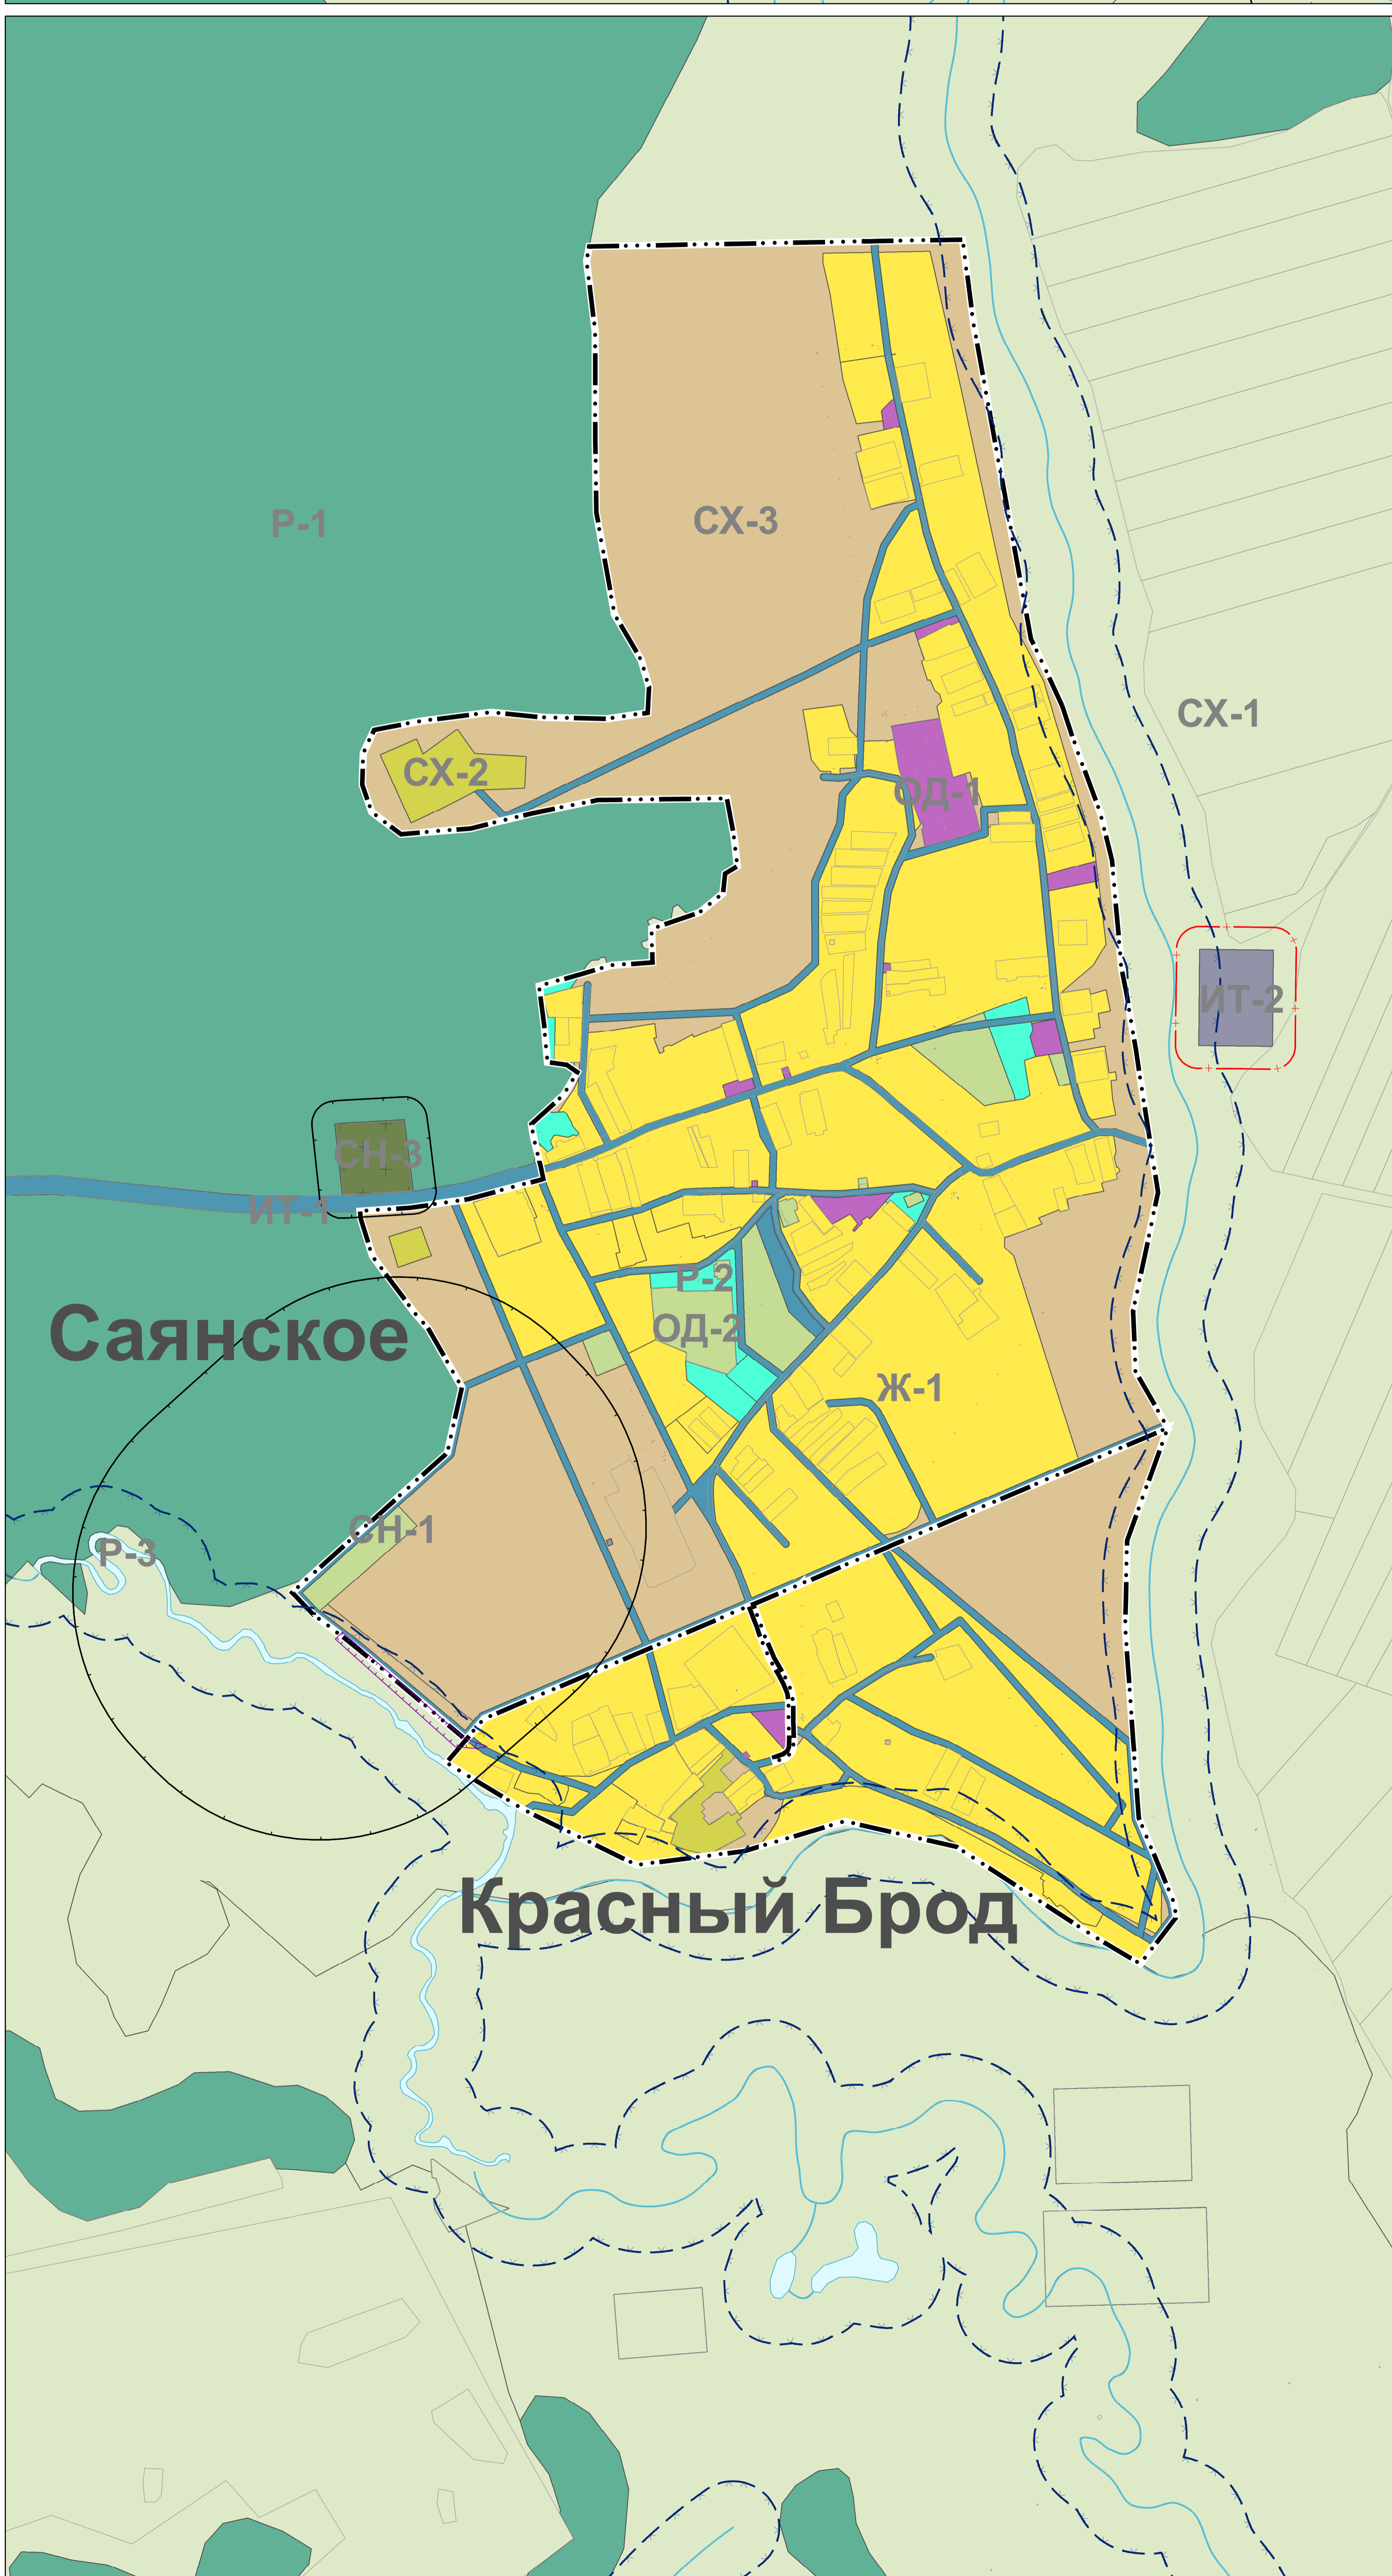 Р-1
СХ-3
СХ-1
СХ-2
ОД-1
ИТ-2
СН-3
ИТ-1
Р-2
Саянское
ОД-2
Ж-1
СН-1
Р-3
Красный Брод